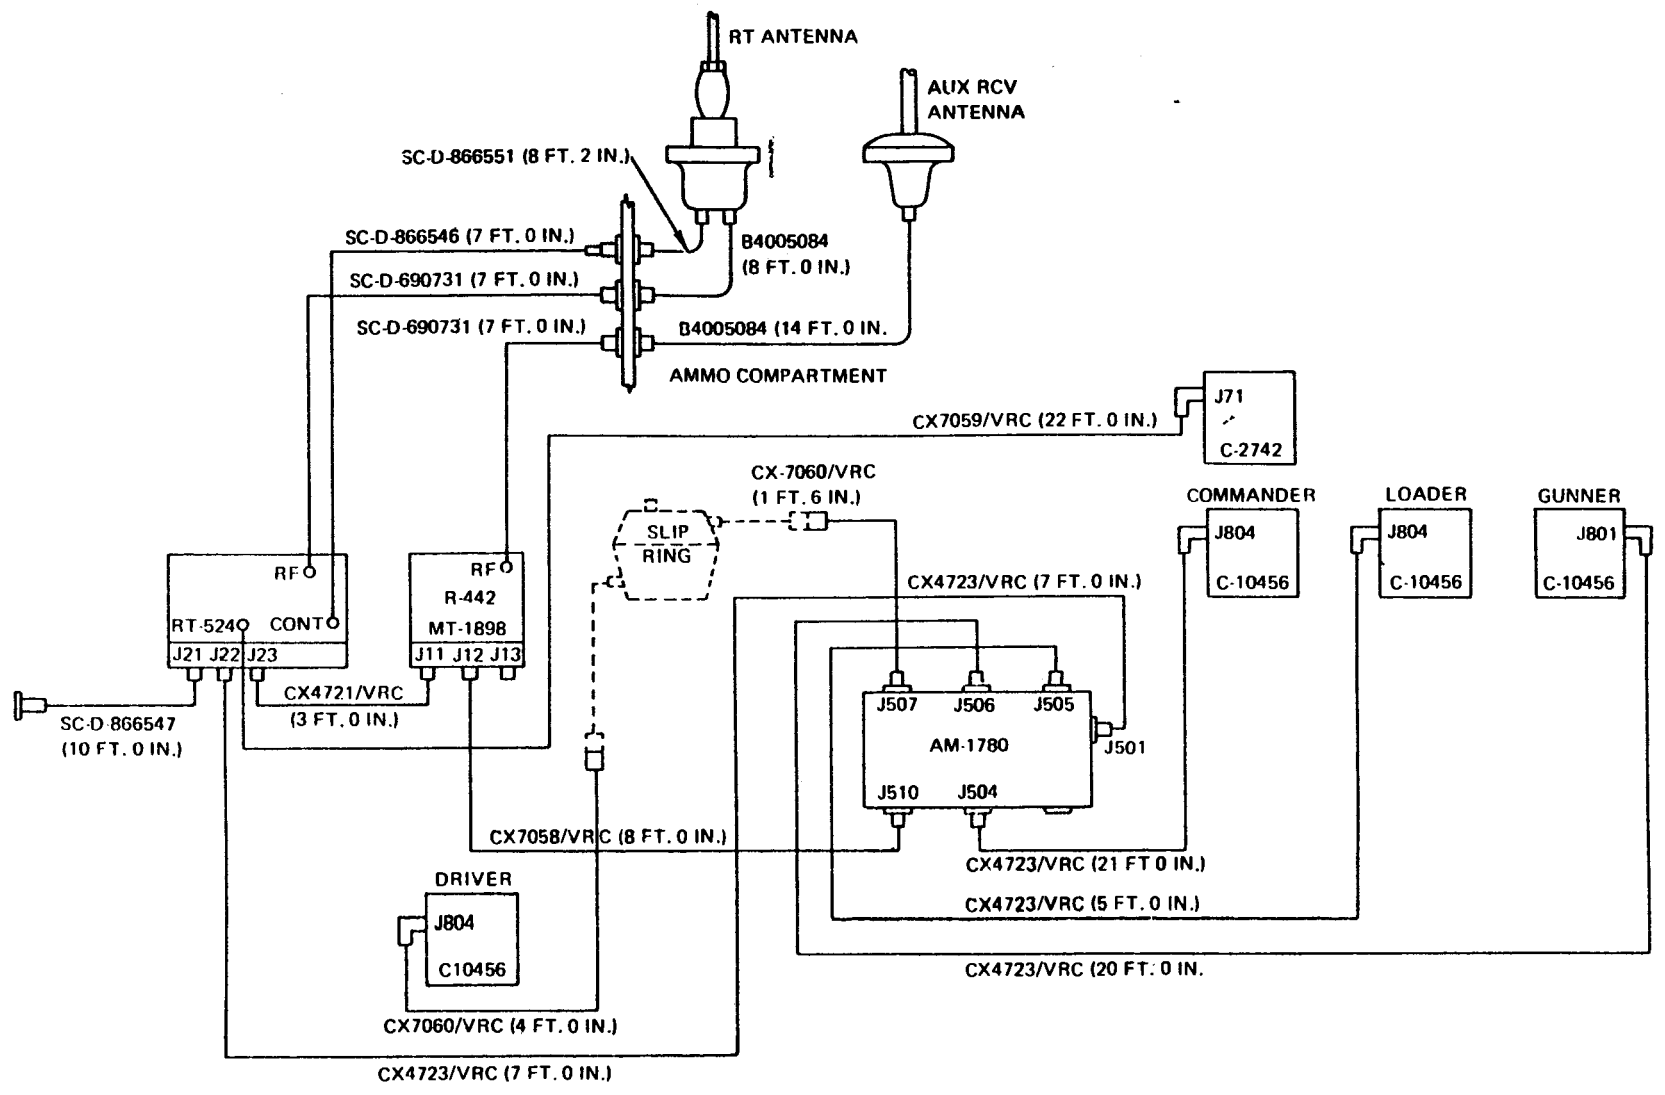 RT ANTENNA
AUX RCV
ANTENNA
SC-D-866551 (8 FT. 2 IN.)
SC-D-866546 (7 FT. 0 IN.)
B4005084
(8 FT. 0 IN.)
SC-D-690731 (7 FT. 0 IN.)
SC-D-690731 (7 FT. 0 IN.)
B4005084 (14 FT. 0 IN.
AMMO COMPARTMENT
J71
C-2742
CX7059/VRC (22 FT. 0 IN.)
CX-7060/VRC
(1 FT. 6 IN.)
COMMANDER
J804
C-10456
LOADER
J804
C-10456
GUNNER
J801
C-10456
SLIP
RING
CX4723/VRC (7 FT. 0 IN.)
RF
RT-524
CONT
J21 J22 J23
RF
R-442
MT-1898
J11 J12 J13
CX4721/VRC
(3 FT. 0 IN.)
SC-D-866547
(10 FT. 0 IN.)
J507 J506 J505
AM-1780
J501
J510 J504
CX7058/VRC (8 FT. 0 IN.)
CX4723/VRC (21 FT 0 IN.)
CX4723/VRC (5 FT. 0 IN.)
CX4723/VRC (20 FT. 0 IN.
DRIVER
J804
C10456
CX7060/VRC (4 FT. 0 IN.)
CX4723/VRC (7 FT. 0 IN.)